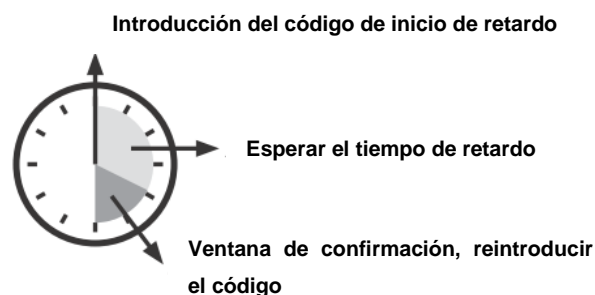 Introducción del código de inicio de retardo
Esperar el tiempo de retardo
Ventana de confirmación, reintroducir
el código